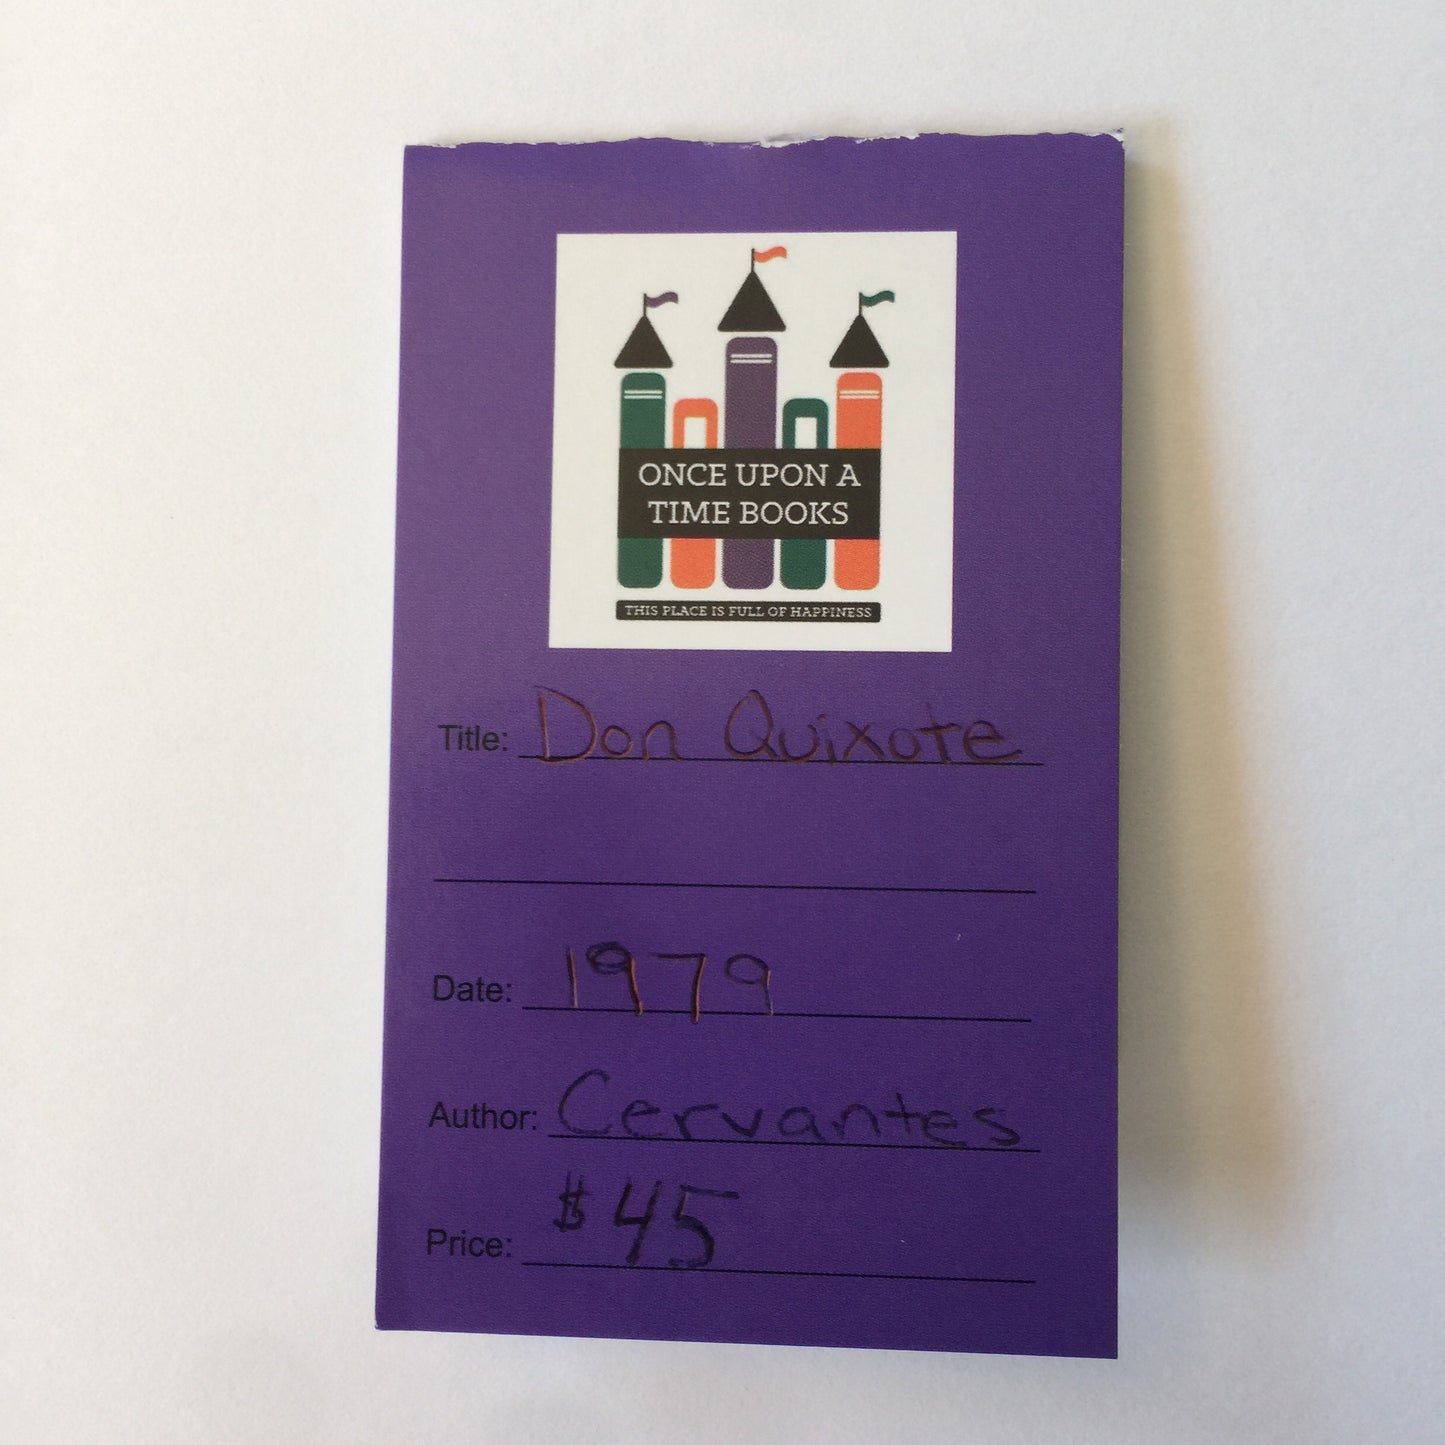 ONCE UPON A
TIME BOOKS
THIS PLACE IS FULL OF HAPPINESS
Title: Don Quixote
Date: 1979
Author: Cervantes
Price: $45